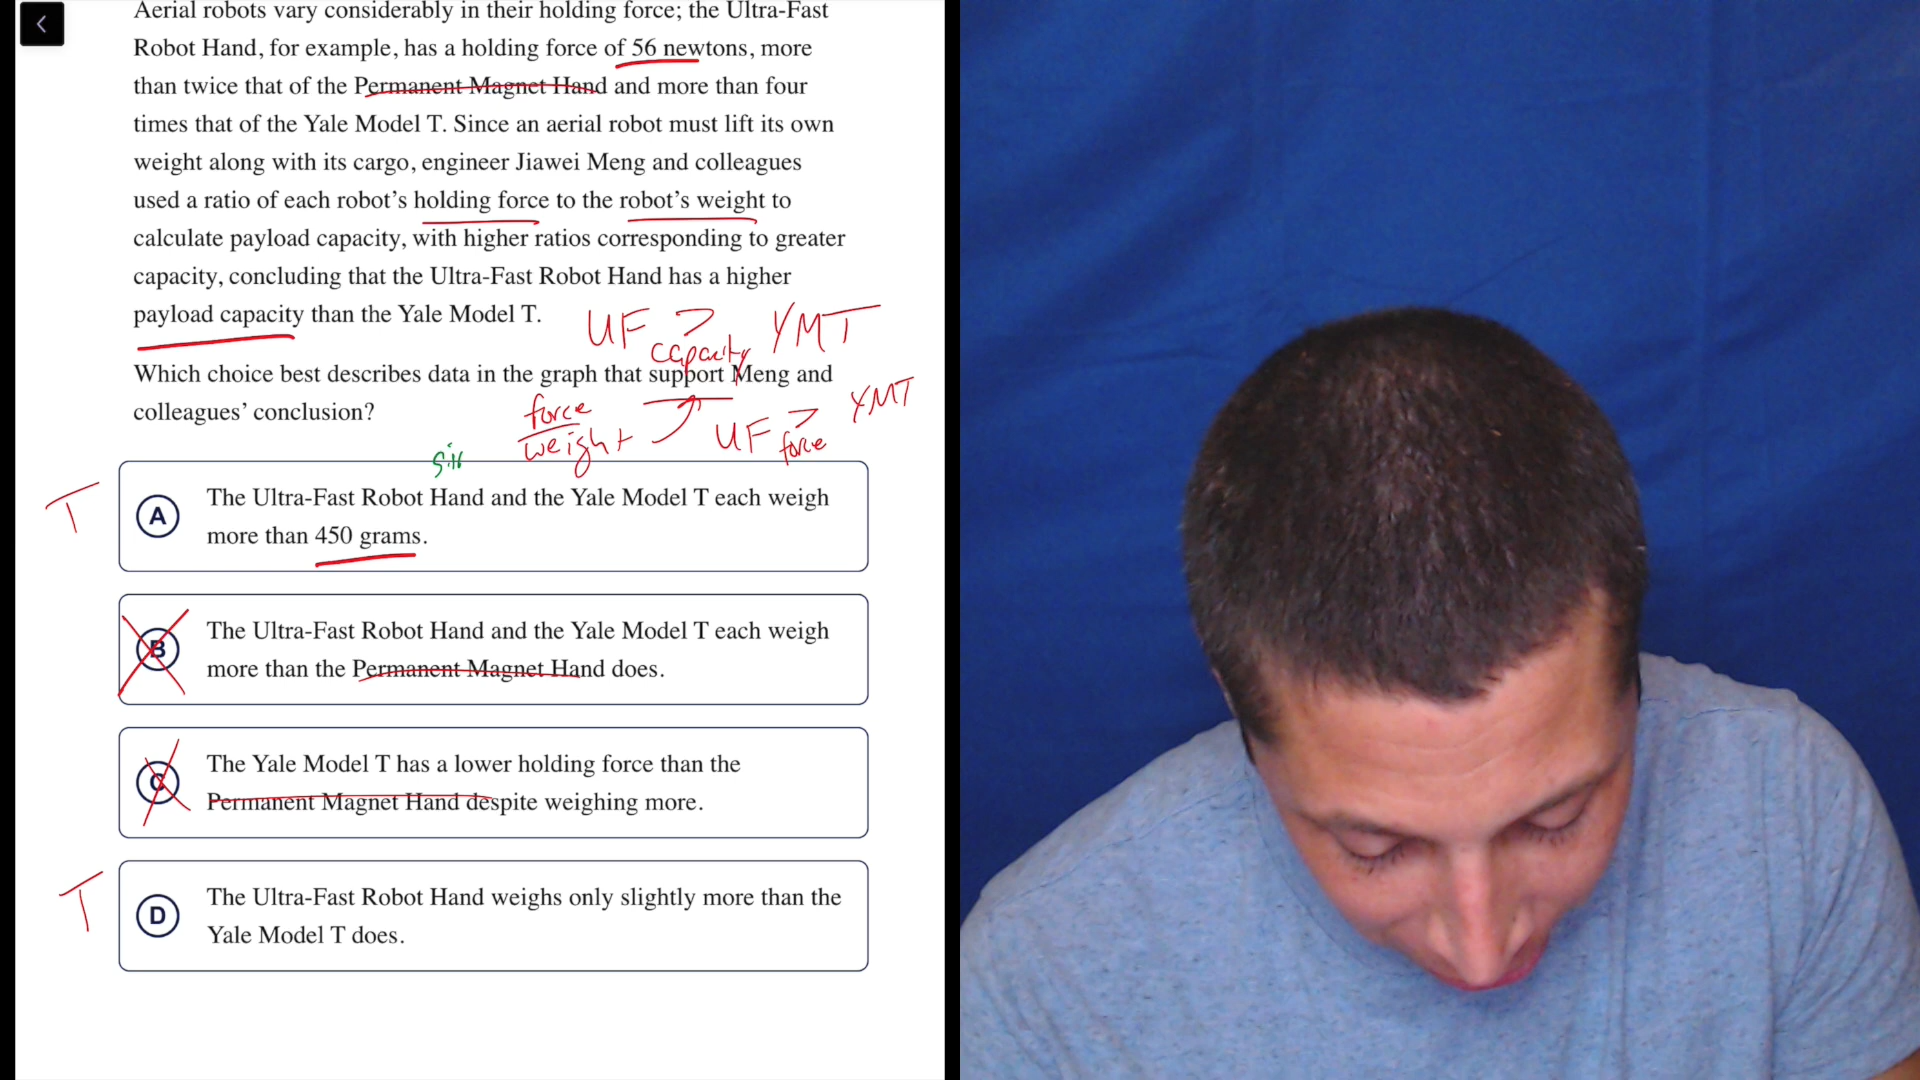 Aerial robots vary considerably in their holding force; the Ultra-Fast
Robot Hand, for example, has a holding force of 56 newtons, more
than twice that of the Permanent Magnet Hand and more than four
times that of the Yale Model T. Since an aerial robot must lift its own
weight along with its cargo, engineer Jiawei Meng and colleagues
used a ratio of each robot's holding force to the robot's weight to
calculate payload capacity, with higher ratios corresponding to greater
capacity, concluding that the Ultra-Fast Robot Hand has a higher
payload capacity than the Yale Model T.
UF > YMT
capacity
Which choice best describes data in the graph that support Meng and
colleagues' conclusion?
force
weight
UF > YMT
force
T
A
The Ultra-Fast Robot Hand and the Yale Model T each weigh
more than 450 grams.
B
The Ultra-Fast Robot Hand and the Yale Model T each weigh
more than the Permanent Magnet Hand does.
C
The Yale Model T has a lower holding force than the
Permanent Magnet Hand despite weighing more.
T
D
The Ultra-Fast Robot Hand weighs only slightly more than the
Yale Model T does.